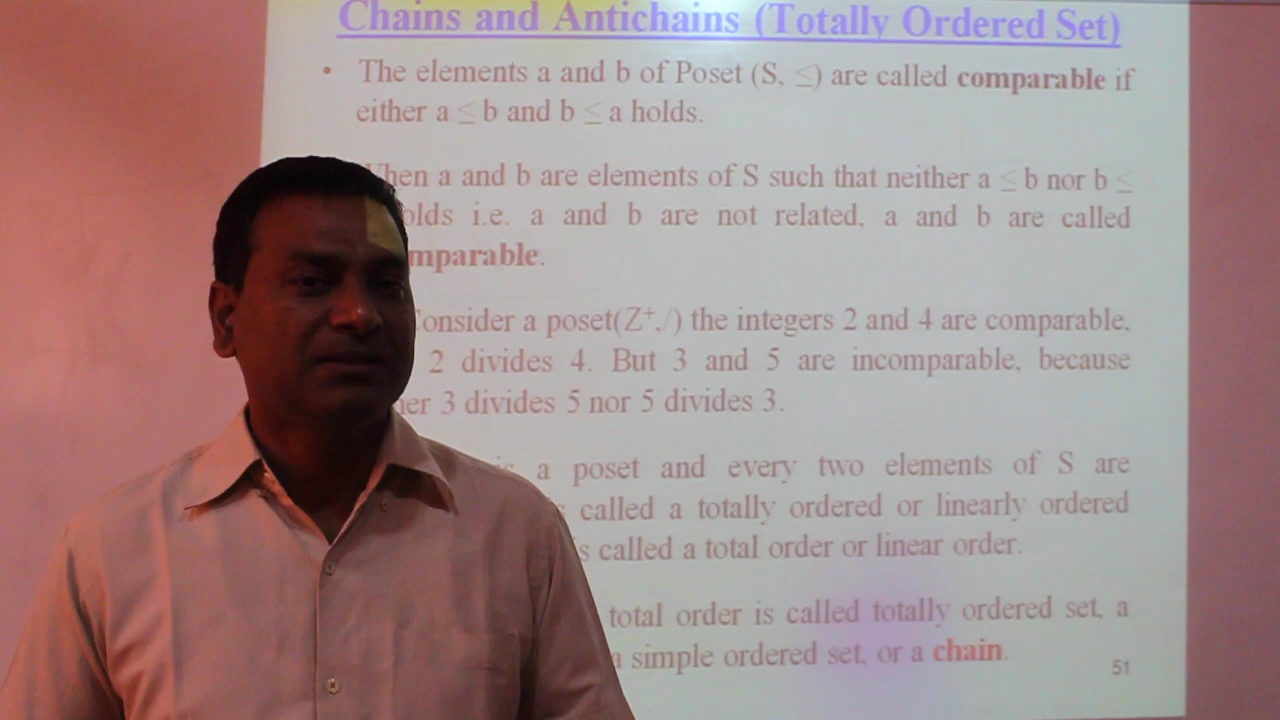 Chains and Antichains (Totally Ordered Set)
• The elements a and b of Poset (S, ≤) are called comparable if
either a ≤ b and b ≤ a holds.
a and b are elements of S such that neither a ≤ b nor b ≤
i.e. a and b are not related, a and b are called
mparable.
onsider a poset(Z⁺,/) the integers 2 and 4 are comparable,
2 divides 4. But 3 and 5 are incomparable, because
er 3 divides 5 nor 5 divides 3.
a poset and every two elements of S are
called a totally ordered or linearly ordered
s called a total order or linear order.
total order is called totally ordered set, a
a simple ordered set, or a chain.
51